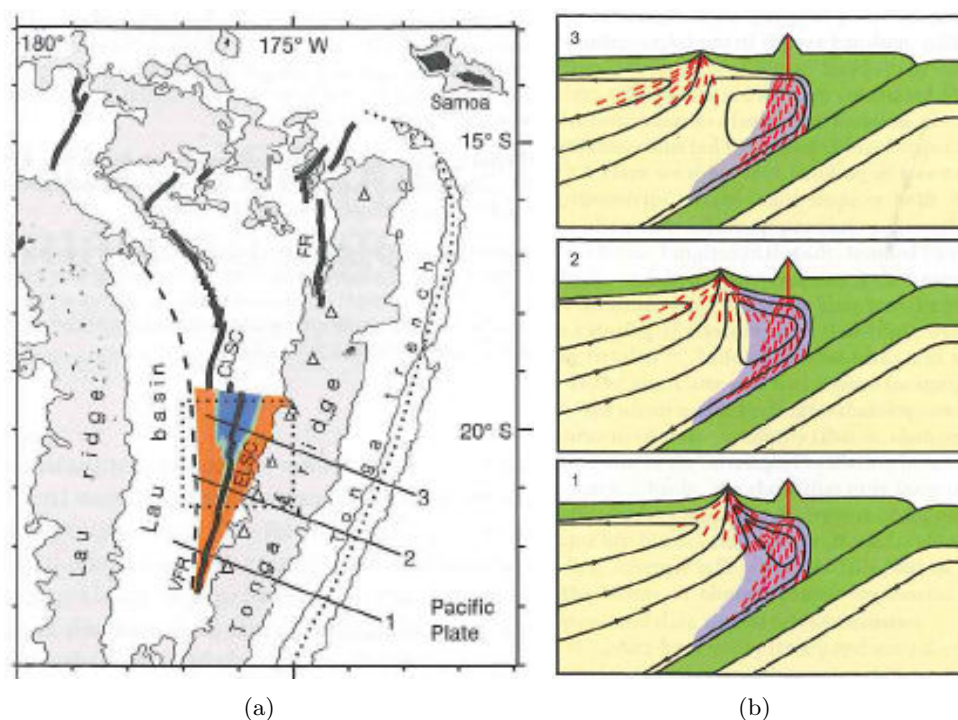 180°
175° W
Samoa
15° S
FR
CLSC
Lau ridge
Lau basin
Tonga ridge
Tonga trench
20° S
ELSC
VFR
3
2
1
Pacific
Plate
(a)
3
2
1
(b)